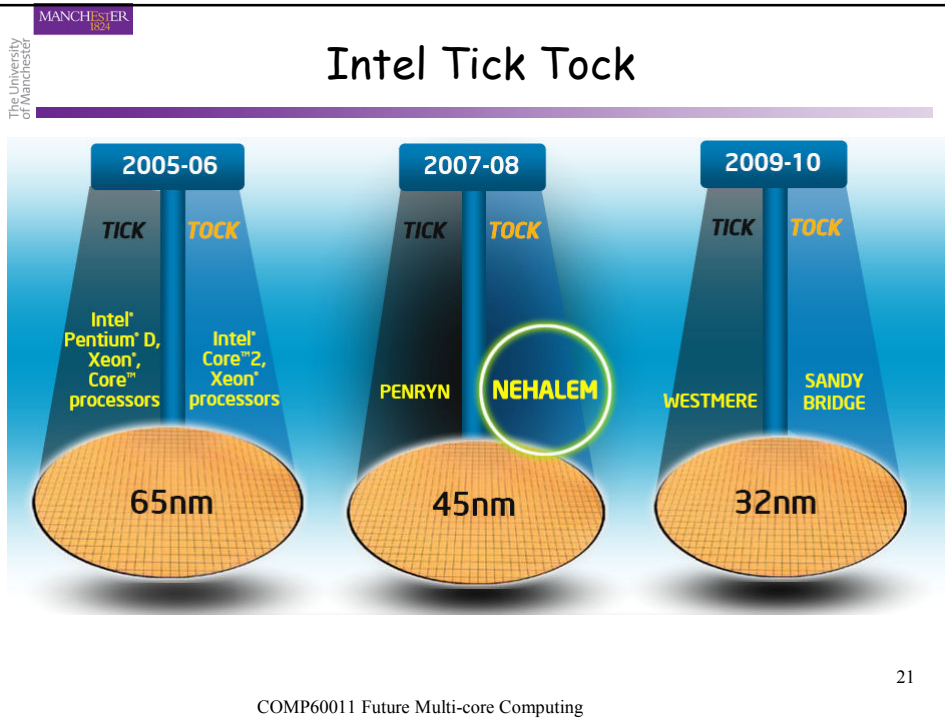 MANCHESTER
1824
The University
of Manchester
Intel Tick Tock
2005-06
TICK
TOCK
Intel®
Pentium® D,
Xeon®,
Core™
processors
Intel®
Core™2,
Xeon®
processors
65nm
2007-08
TICK
TOCK
PENRYN
NEHALEM
45nm
2009-10
TICK
TOCK
WESTMERE
SANDY
BRIDGE
32nm
21
COMP60011 Future Multi-core Computing